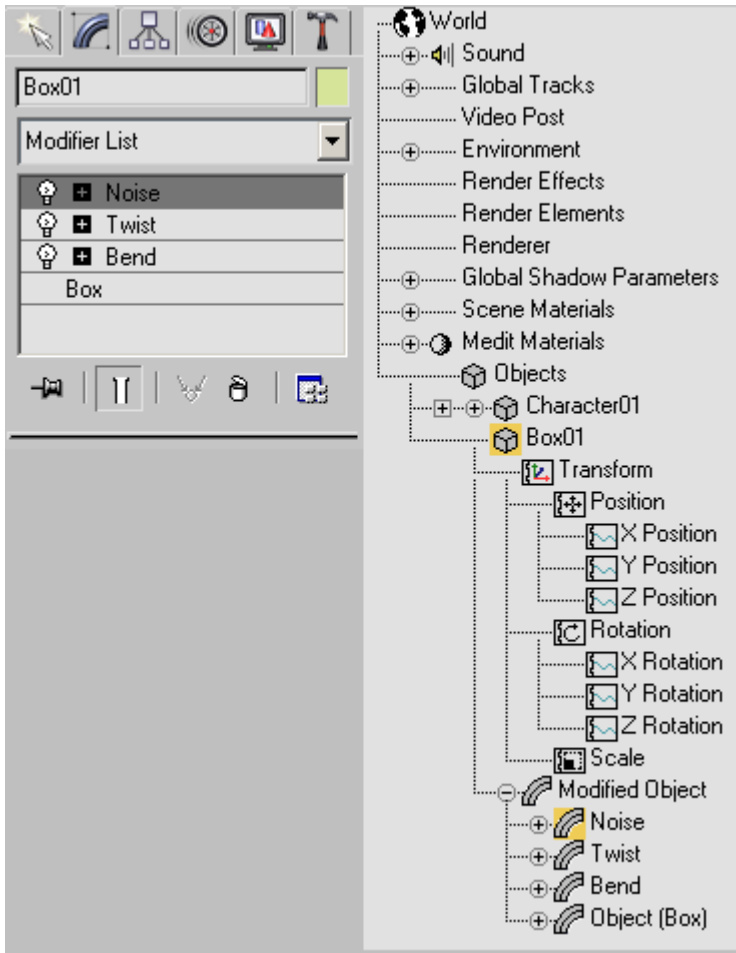 Box01
Modifier List
Noise
Twist
Bend
Box
World
Sound
Global Tracks
Video Post
Environment
Render Effects
Render Elements
Renderer
Global Shadow Parameters
Scene Materials
Medit Materials
Objects
Character01
Box01
Transform
Position
X Position
Y Position
Z Position
Rotation
X Rotation
Y Rotation
Z Rotation
Scale
Modified Object
Noise
Twist
Bend
Object (Box)